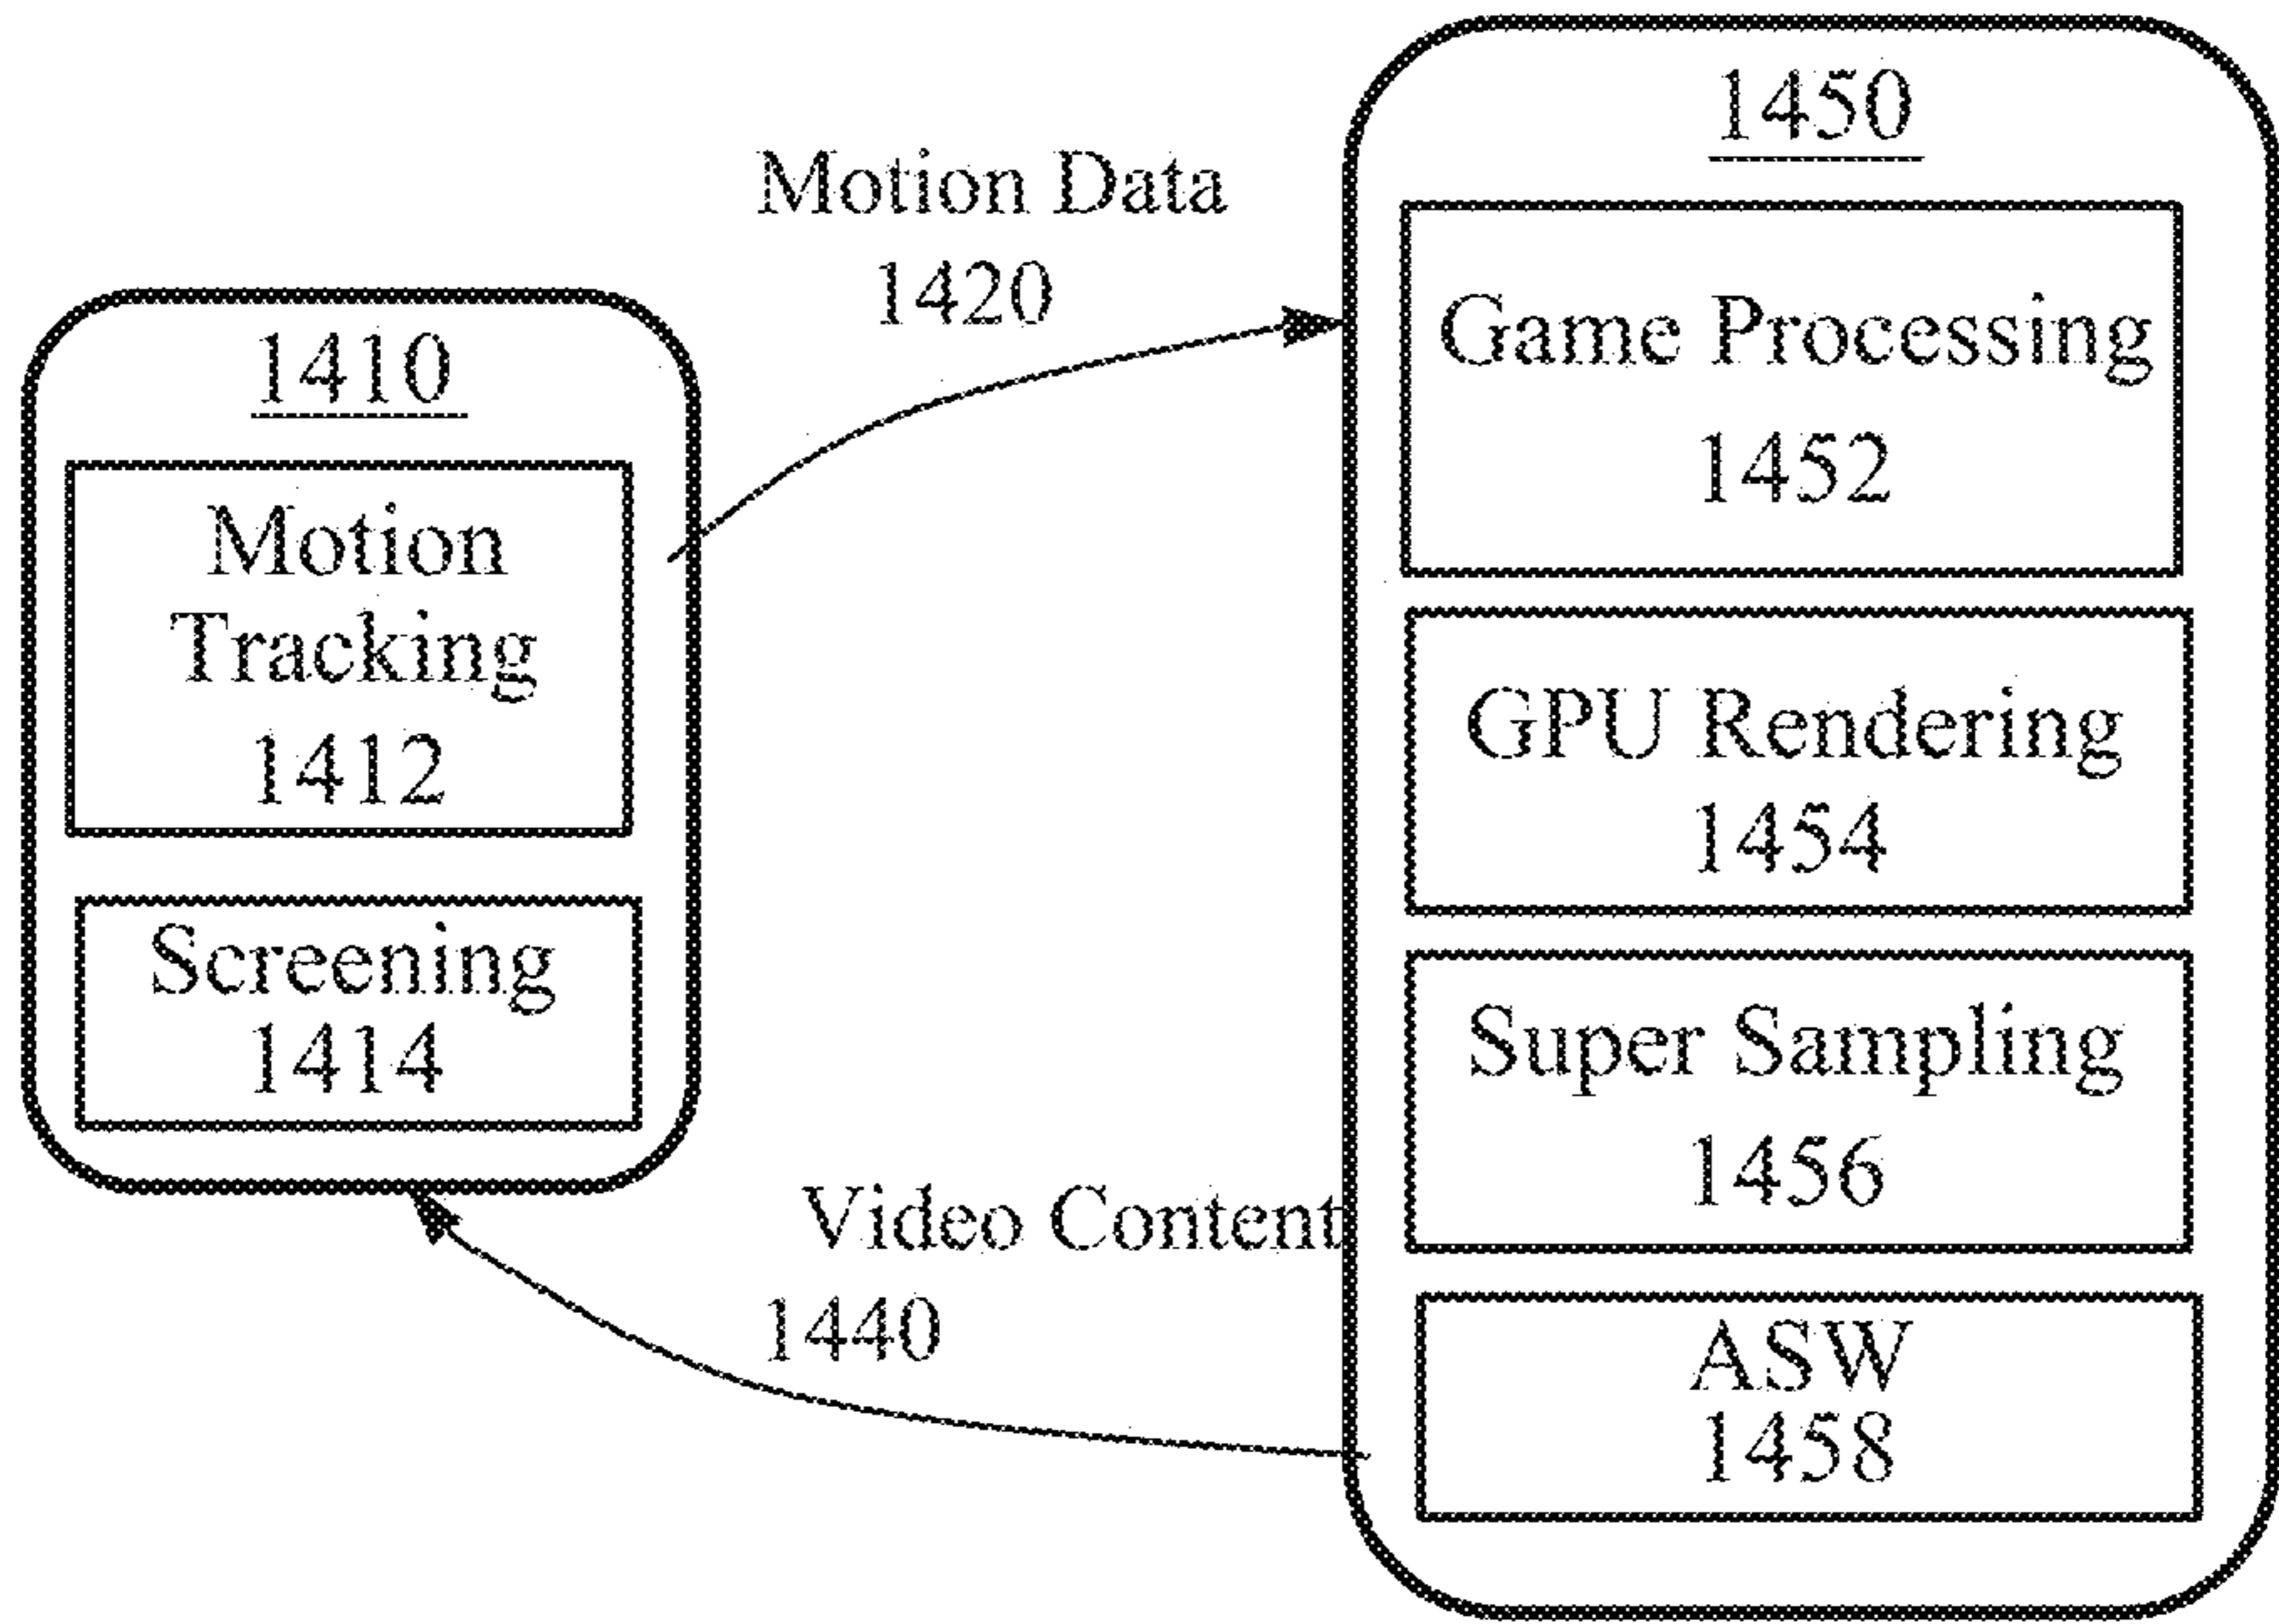 1410
Motion
Tracking
1412
Screening
1414
Motion Data
1420
Video Content
1440
1450
Game Processing
1452
GPU Rendering
1454
Super Sampling
1456
ASW
1458